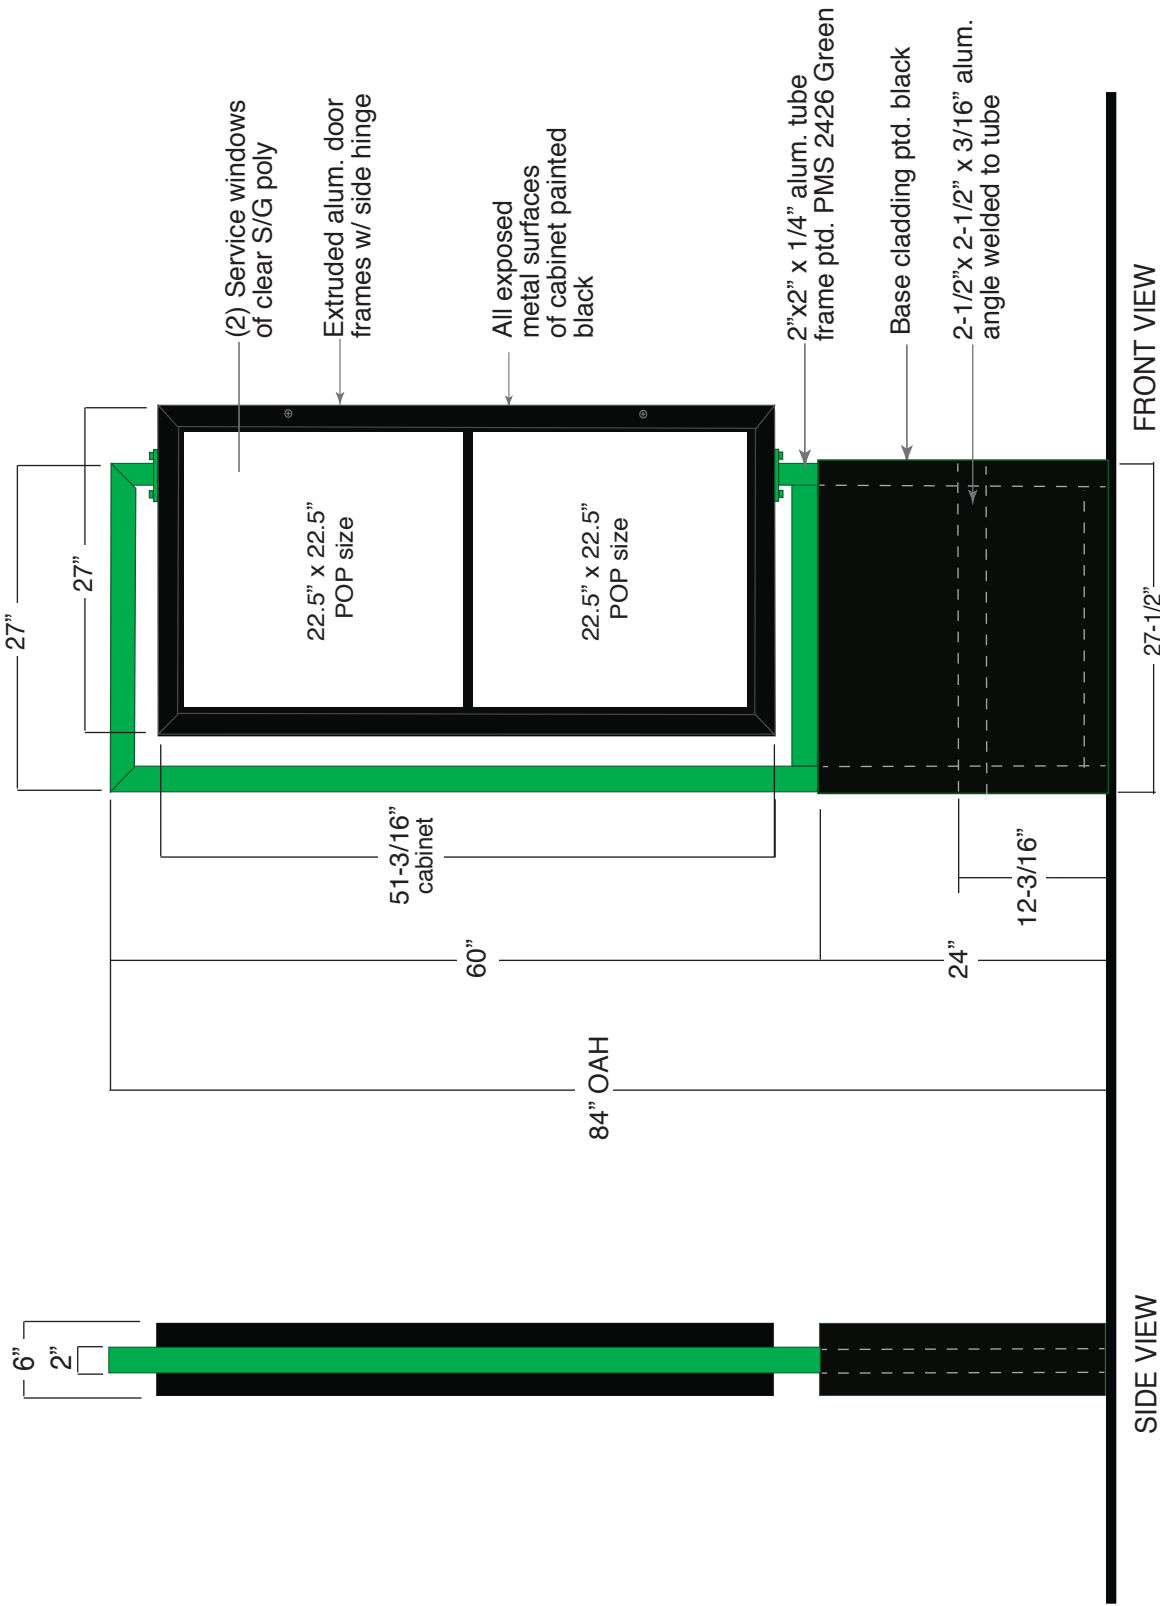 6”
2”
SIDE VIEW
84” OAH
60”
24”
51-3/16”
cabinet
12-3/16”
27”
27”
22.5” x 22.5”
POP size
22.5” x 22.5”
POP size
27-1/2”
(2) Service windows
of clear S/G poly
Extruded alum. door
frames w/ side hinge
All exposed
metal surfaces
of cabinet painted
black
2”x2” x 1/4” alum. tube
frame ptd. PMS 2426 Green
Base cladding ptd. black
2-1/2”x 2-1/2” x 3/16” alum.
angle welded to tube
FRONT VIEW